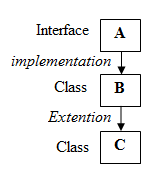 Interface A
implementation
Class B
Extention
Class C